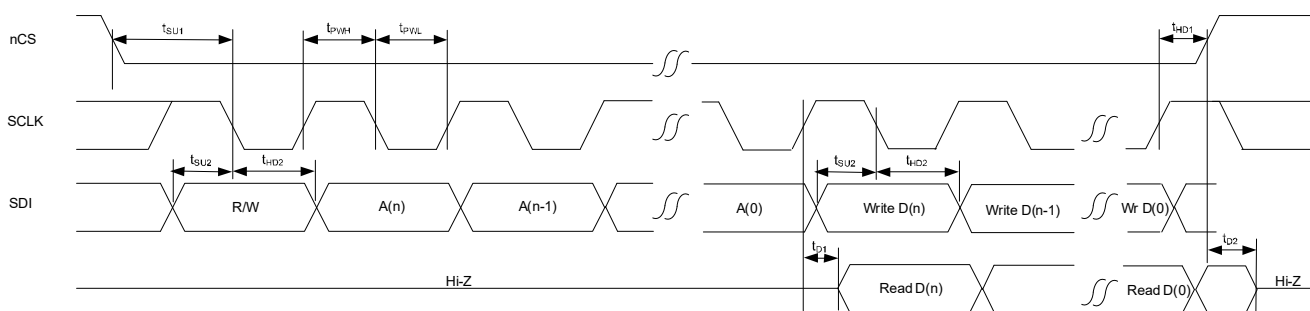 nCS tSU1 tPWH tPWL tHD1
SCLK
tSU2 tHD2 tSU2 tHD2
SDI R/W A(n) A(n-1) A(0) Write D(n) Write D(n-1) Wr D(0)
tD1 tD2
Hi-Z Read D(n) Read D(0) Hi-Z